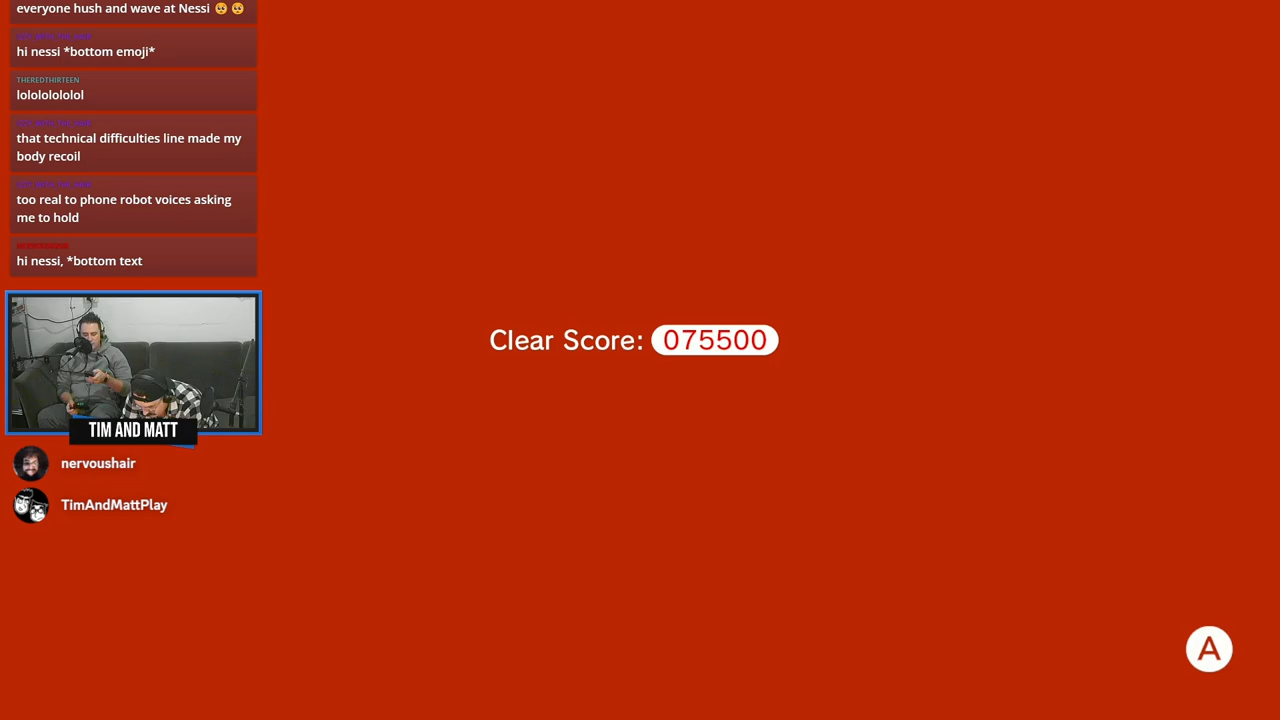 everyone hush and wave at Nessi 🥺 🥺
hi nessi *bottom emoji*
THEREDTHIRTEEN
lolololololol
that technical difficulties line made my
body recoil
too real to phone robot voices asking
me to hold
hi nessi, *bottom text
TIM AND MATT
nervoushair
TimAndMattPlay
Clear Score: 075500
A